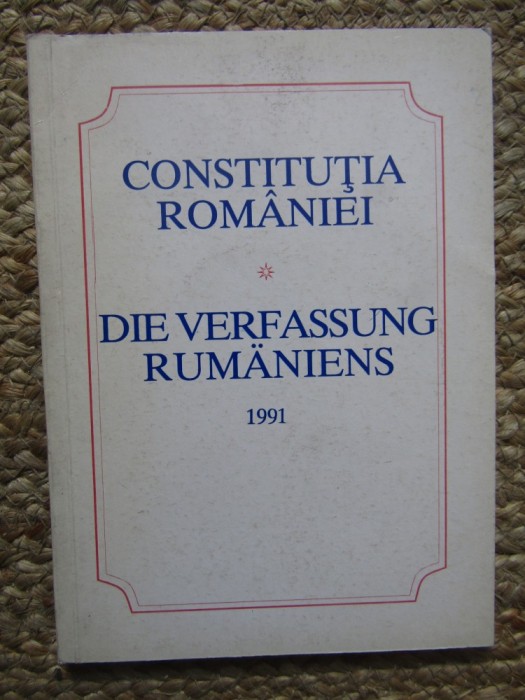 CONSTITUŢIA
ROMÂNIEI
DIE VERFASSUNG
RUMÄNIENS
1991